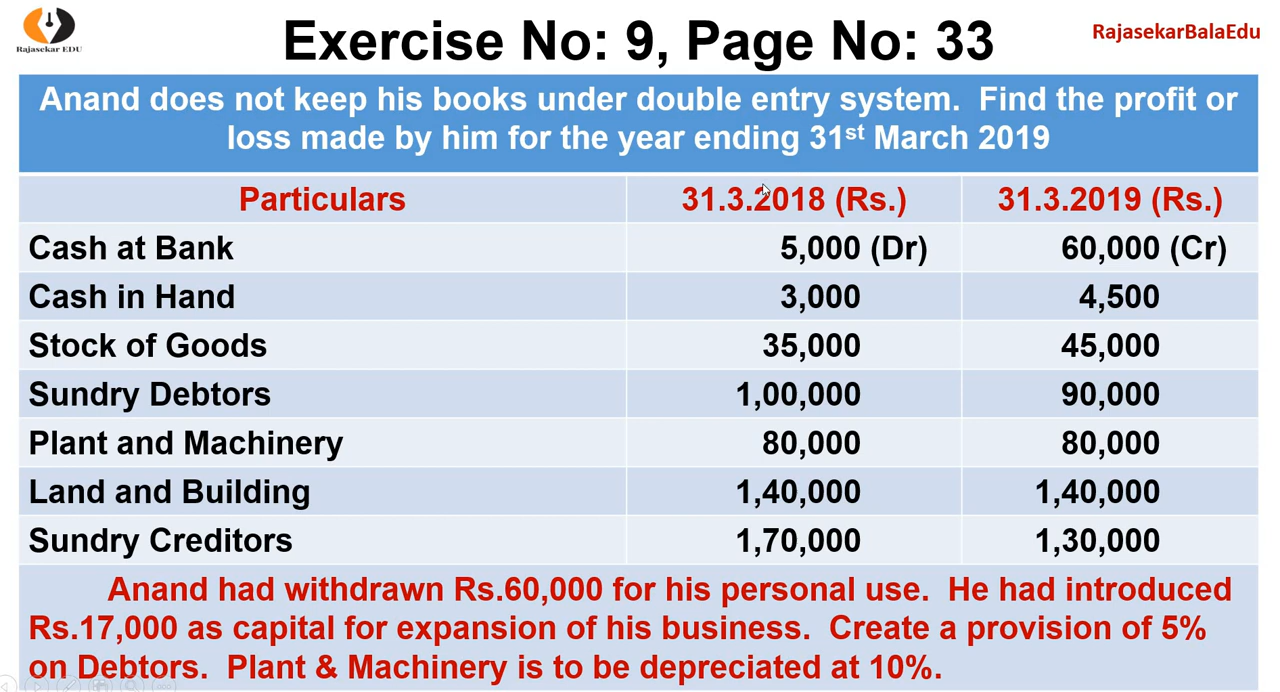 Rajasekar EDU
Exercise No: 9, Page No: 33
RajasekarBalaEdu
Anand does not keep his books under double entry system. Find the profit or
loss made by him for the year ending 31st March 2019
Particulars 31.3.2018 (Rs.) 31.3.2019 (Rs.)
Cash at Bank 5,000 (Dr) 60,000 (Cr)
Cash in Hand 3,000 4,500
Stock of Goods 35,000 45,000
Sundry Debtors 1,00,000 90,000
Plant and Machinery 80,000 80,000
Land and Building 1,40,000 1,40,000
Sundry Creditors 1,70,000 1,30,000
Anand had withdrawn Rs.60,000 for his personal use. He had introduced
Rs.17,000 as capital for expansion of his business. Create a provision of 5%
on Debtors. Plant & Machinery is to be depreciated at 10%.